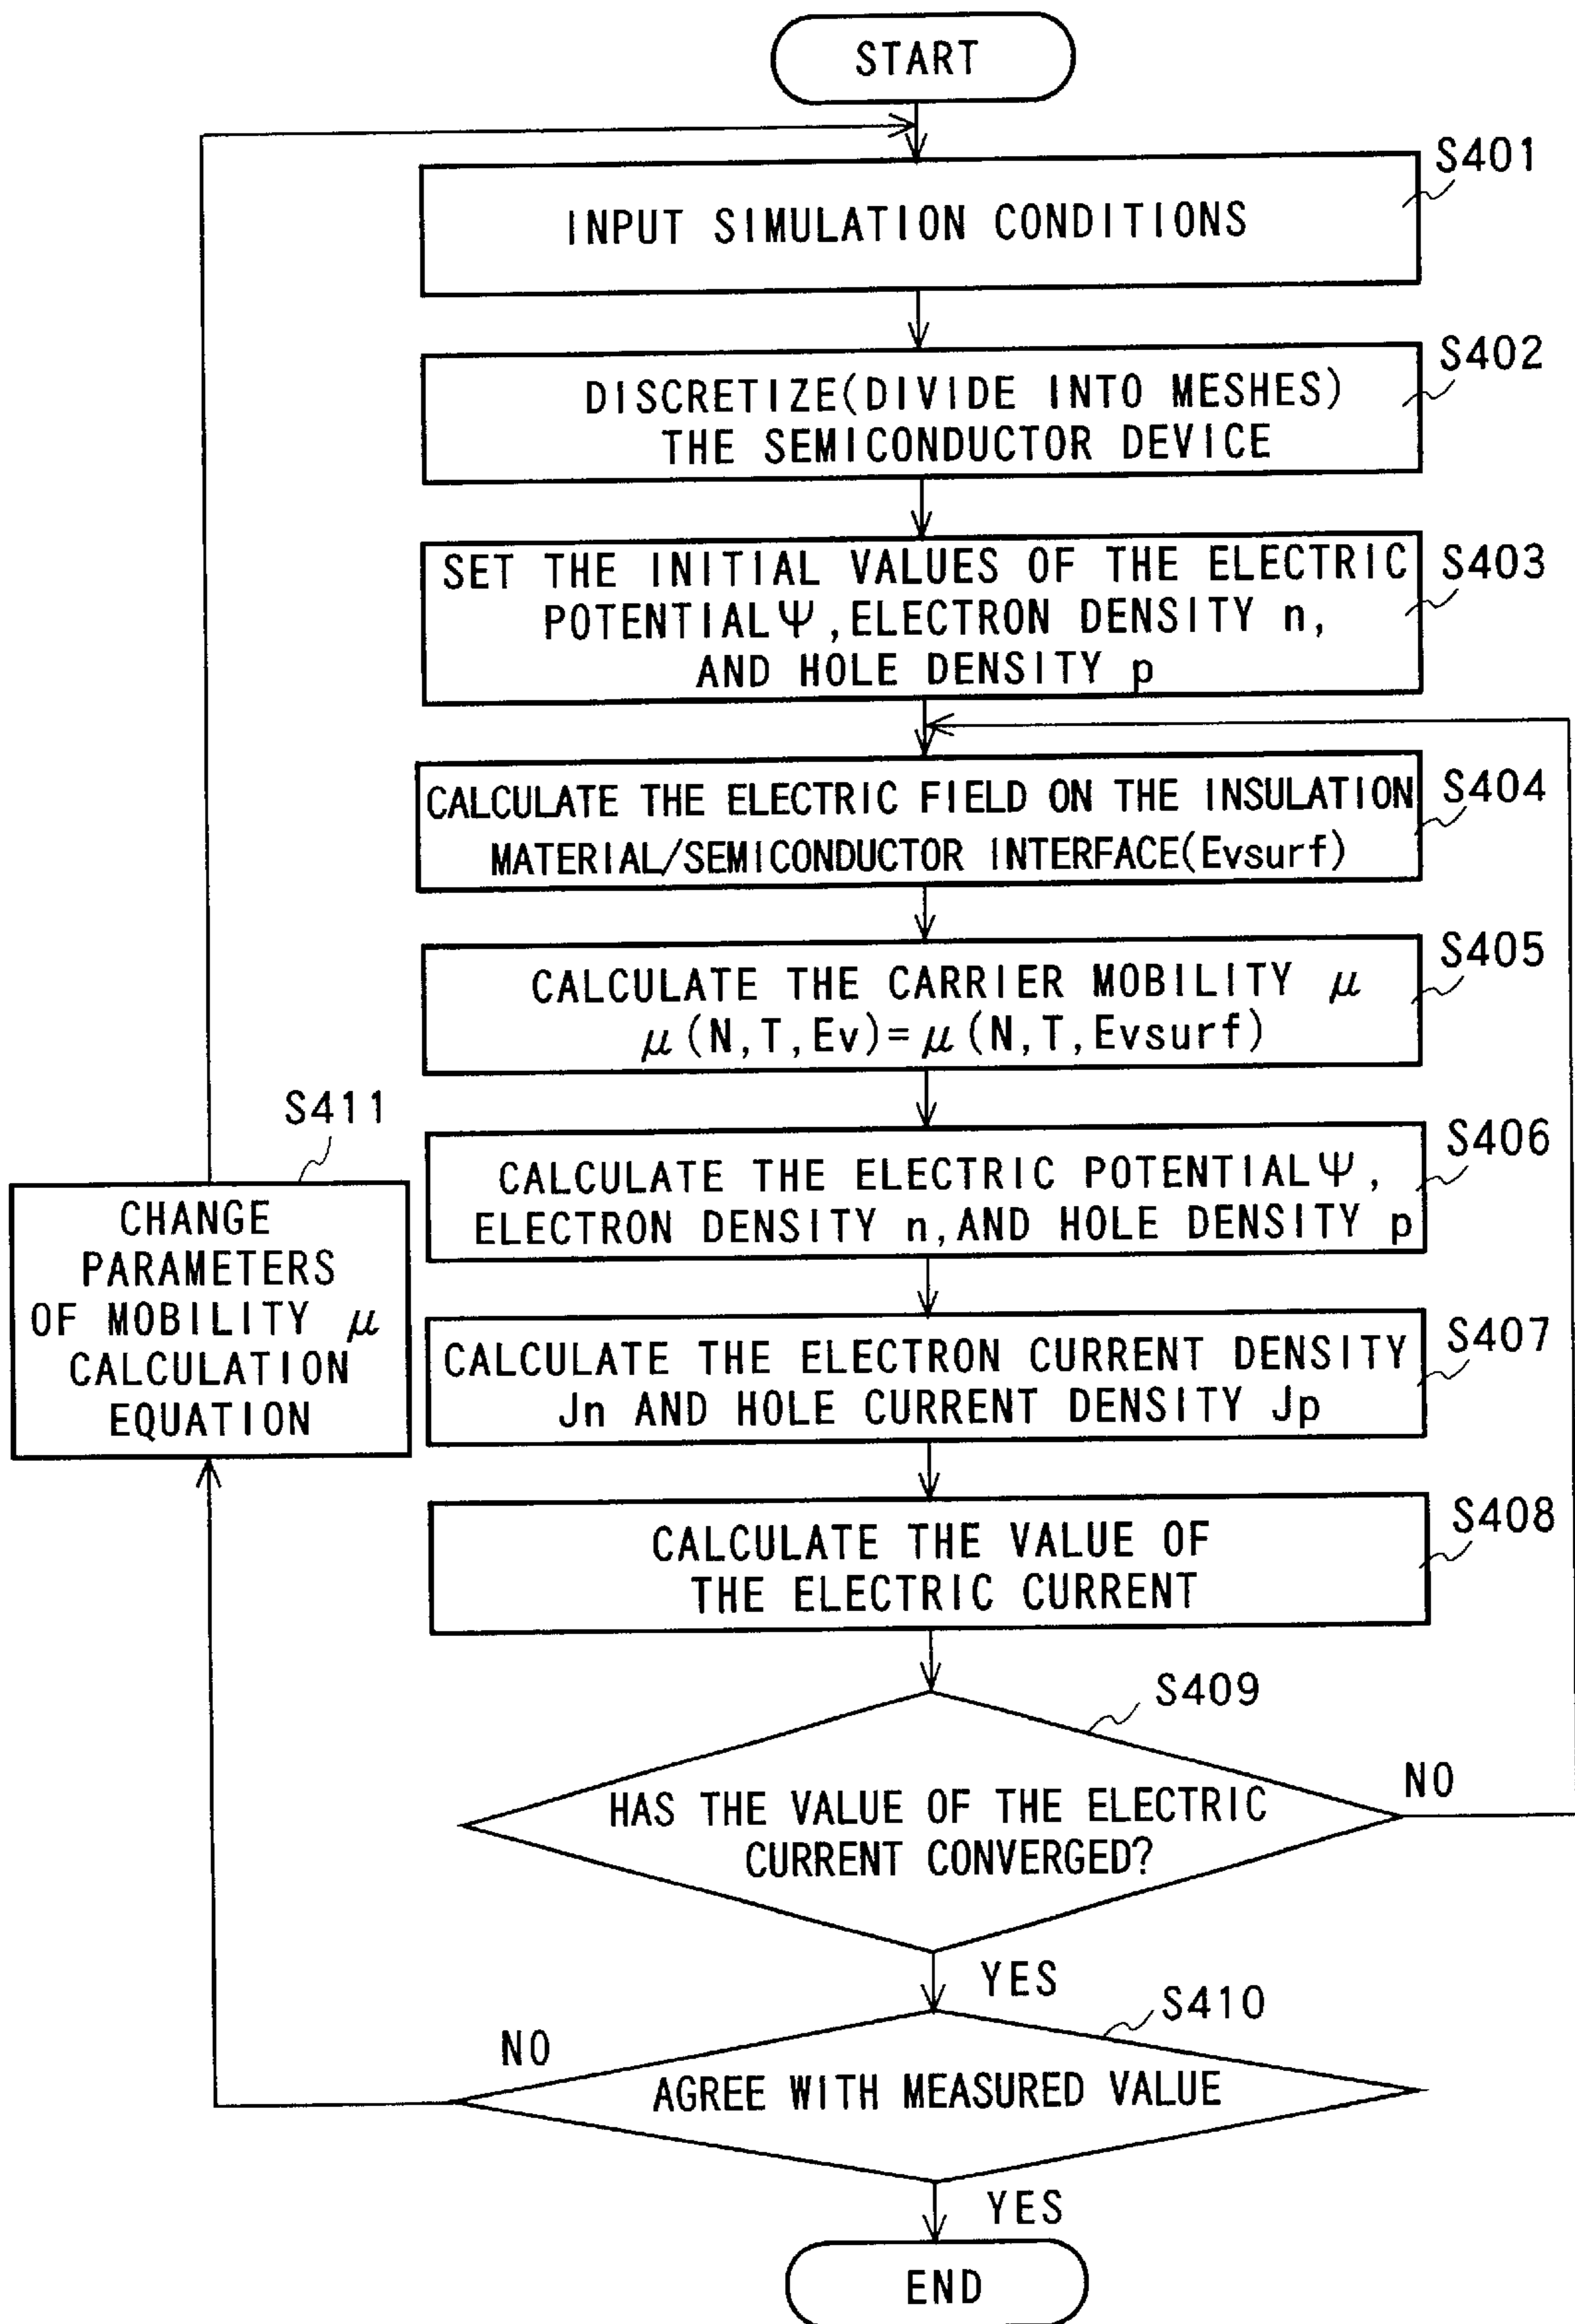 START
S401
INPUT SIMULATION CONDITIONS
S402
DISCRETIZE(DIVIDE INTO MESHES)
THE SEMICONDUCTOR DEVICE
S403
SET THE INITIAL VALUES OF THE ELECTRIC
POTENTIAL Ψ, ELECTRON DENSITY n,
AND HOLE DENSITY p
S404
CALCULATE THE ELECTRIC FIELD ON THE INSULATION
MATERIAL/SEMICONDUCTOR INTERFACE(Evsurf)
S405
CALCULATE THE CARRIER MOBILITY μ
μ(N,T,Ev)=μ(N,T,Evsurf)
S406
CALCULATE THE ELECTRIC POTENTIAL Ψ,
ELECTRON DENSITY n, AND HOLE DENSITY p
S407
CALCULATE THE ELECTRON CURRENT DENSITY
Jn AND HOLE CURRENT DENSITY Jp
S408
CALCULATE THE VALUE OF
THE ELECTRIC CURRENT
S409
HAS THE VALUE OF THE ELECTRIC
CURRENT CONVERGED?
NO
YES
S410
AGREE WITH MEASURED VALUE
NO
YES
END
S411
CHANGE
PARAMETERS
OF MOBILITY μ
CALCULATION
EQUATION